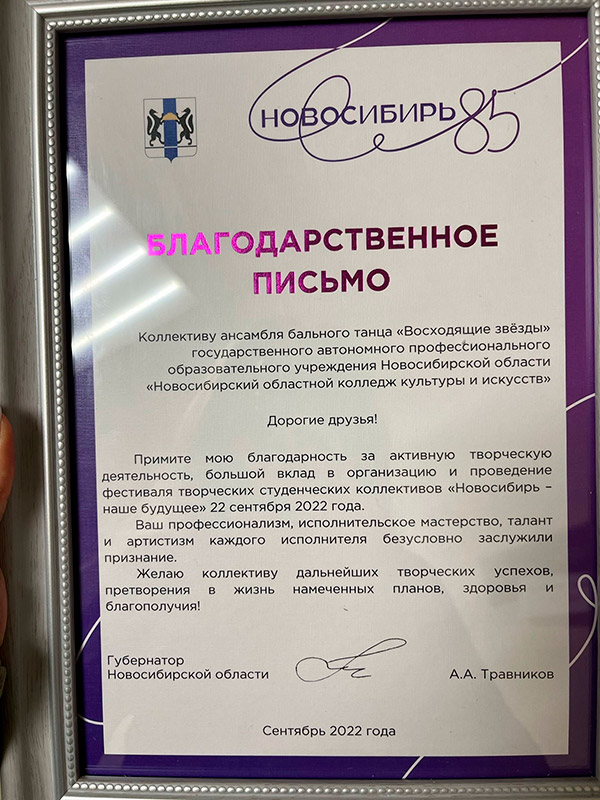 НОВОСИБИРЬ 85
БЛАГОДАРСТВЕННОЕ
ПИСЬМО
Коллективу ансамбля бального танца «Восходящие звёзды»
государственного автономного профессионального
образовательного учреждения Новосибирской области
«Новосибирский областной колледж культуры и искусств»
Дорогие друзья!
Примите мою благодарность за активную творческую
деятельность, большой вклад в организацию и проведение
фестиваля творческих студенческих коллективов «Новосибирь –
наше будущее» 22 сентября 2022 года.
Ваш профессионализм, исполнительское мастерство, талант
и артистизм каждого исполнителя безусловно заслужили
признание.
Желаю коллективу дальнейших творческих успехов,
претворения в жизнь намеченных планов, здоровья и
благополучия!
Губернатор
Новосибирской области А.А. Травников
Сентябрь 2022 года